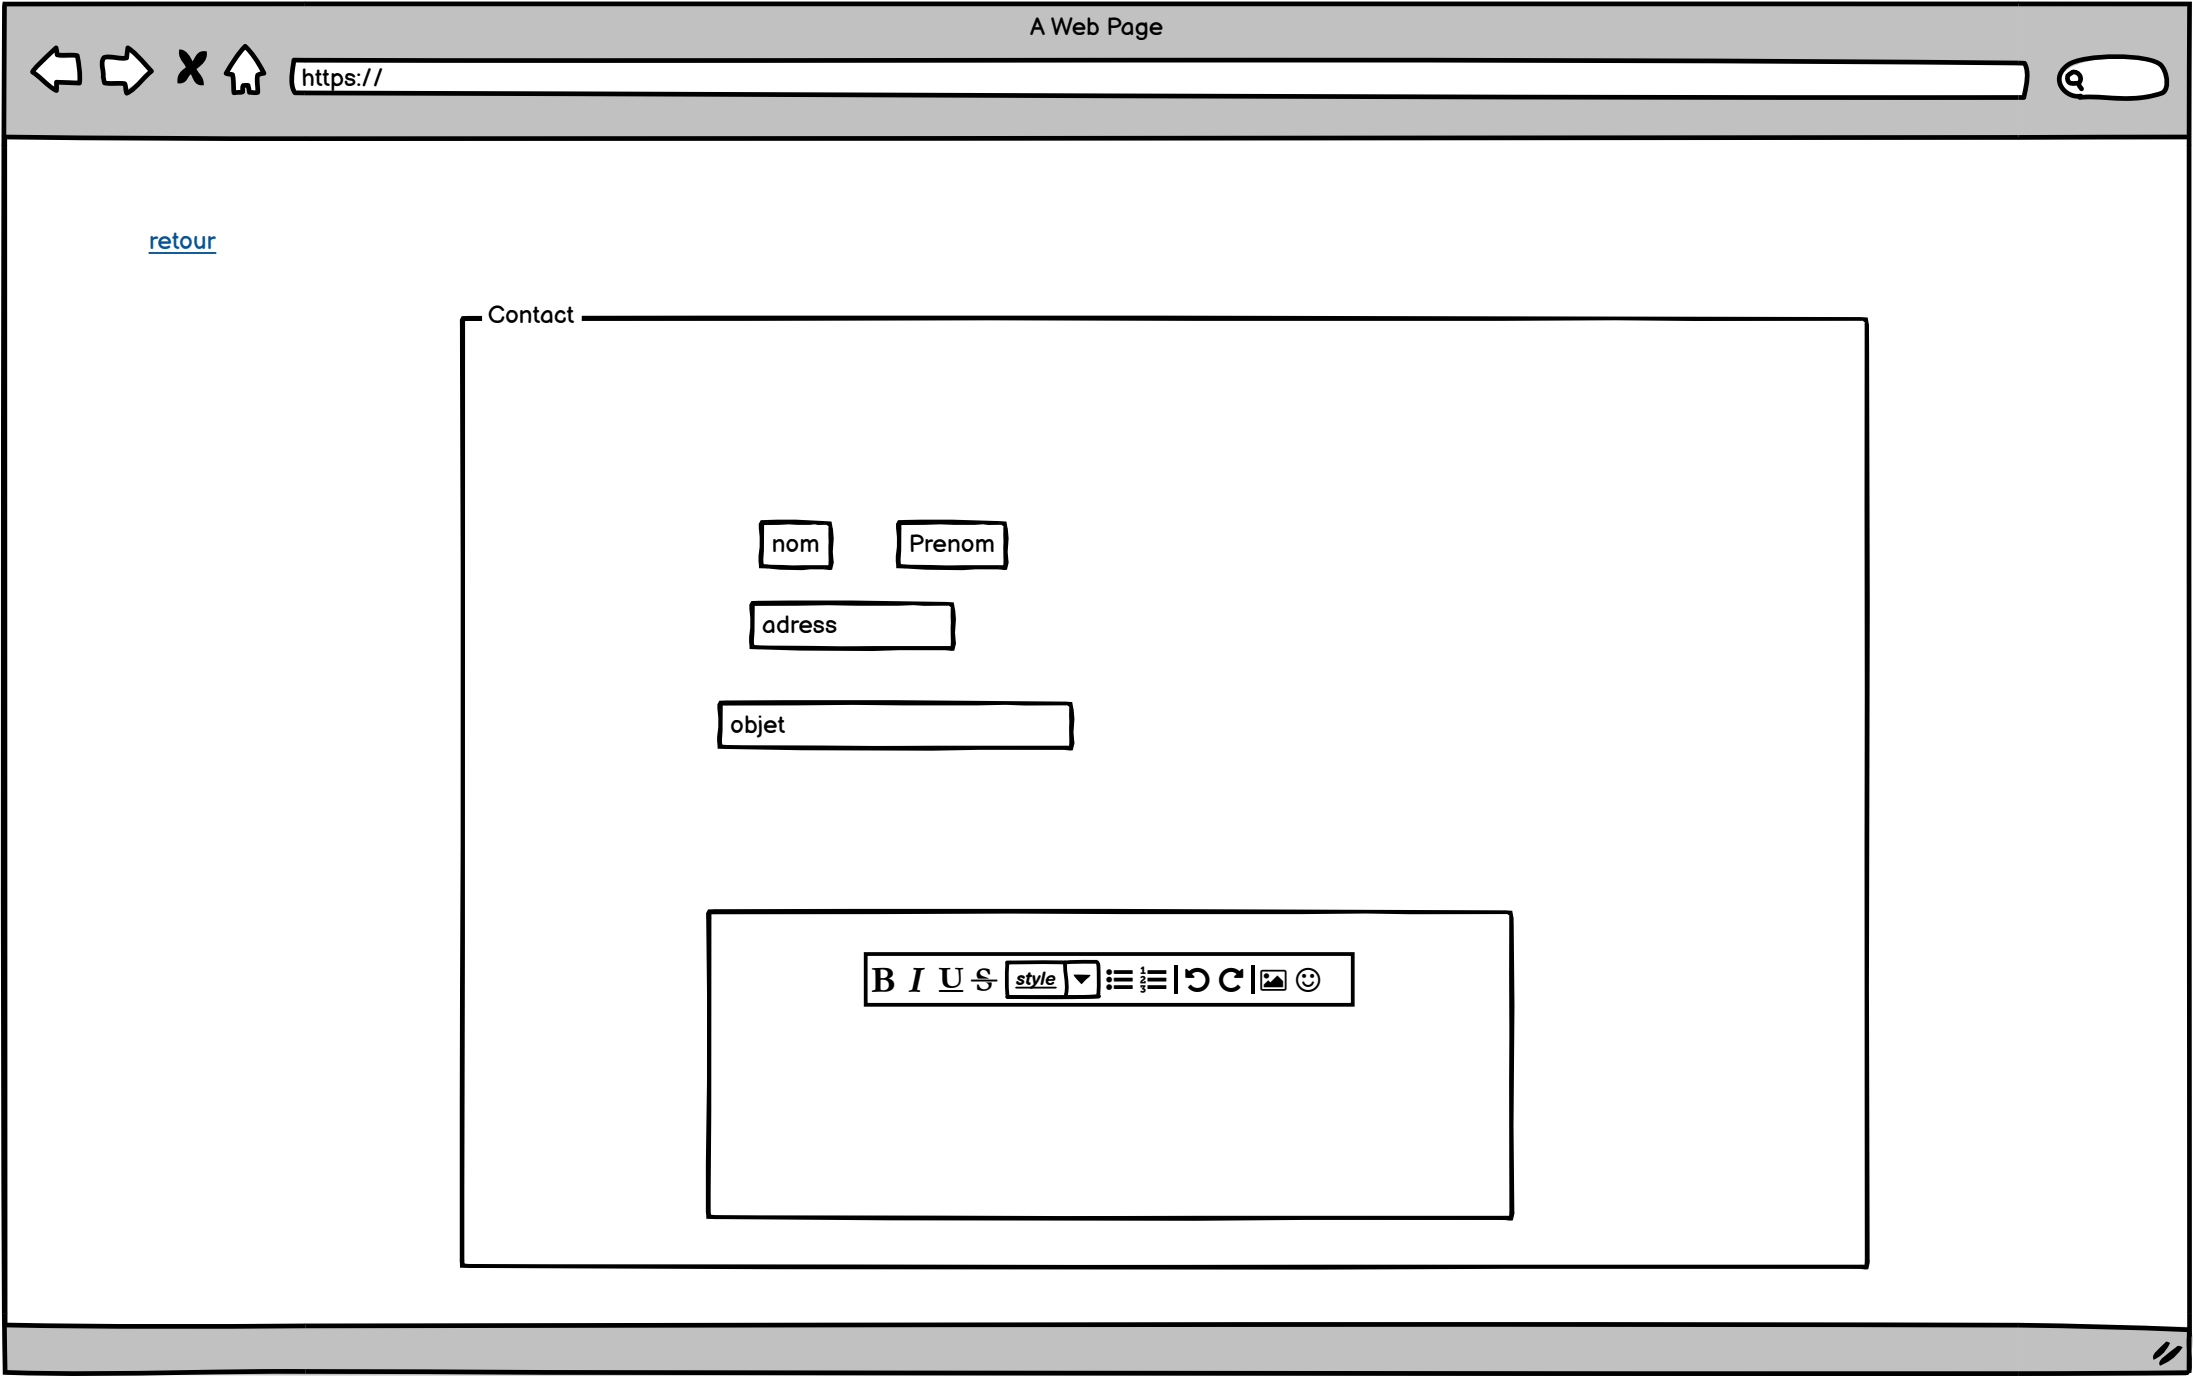 A Web Page
https://
retour
Contact
nom Prenom
adress
objet
B I U S style